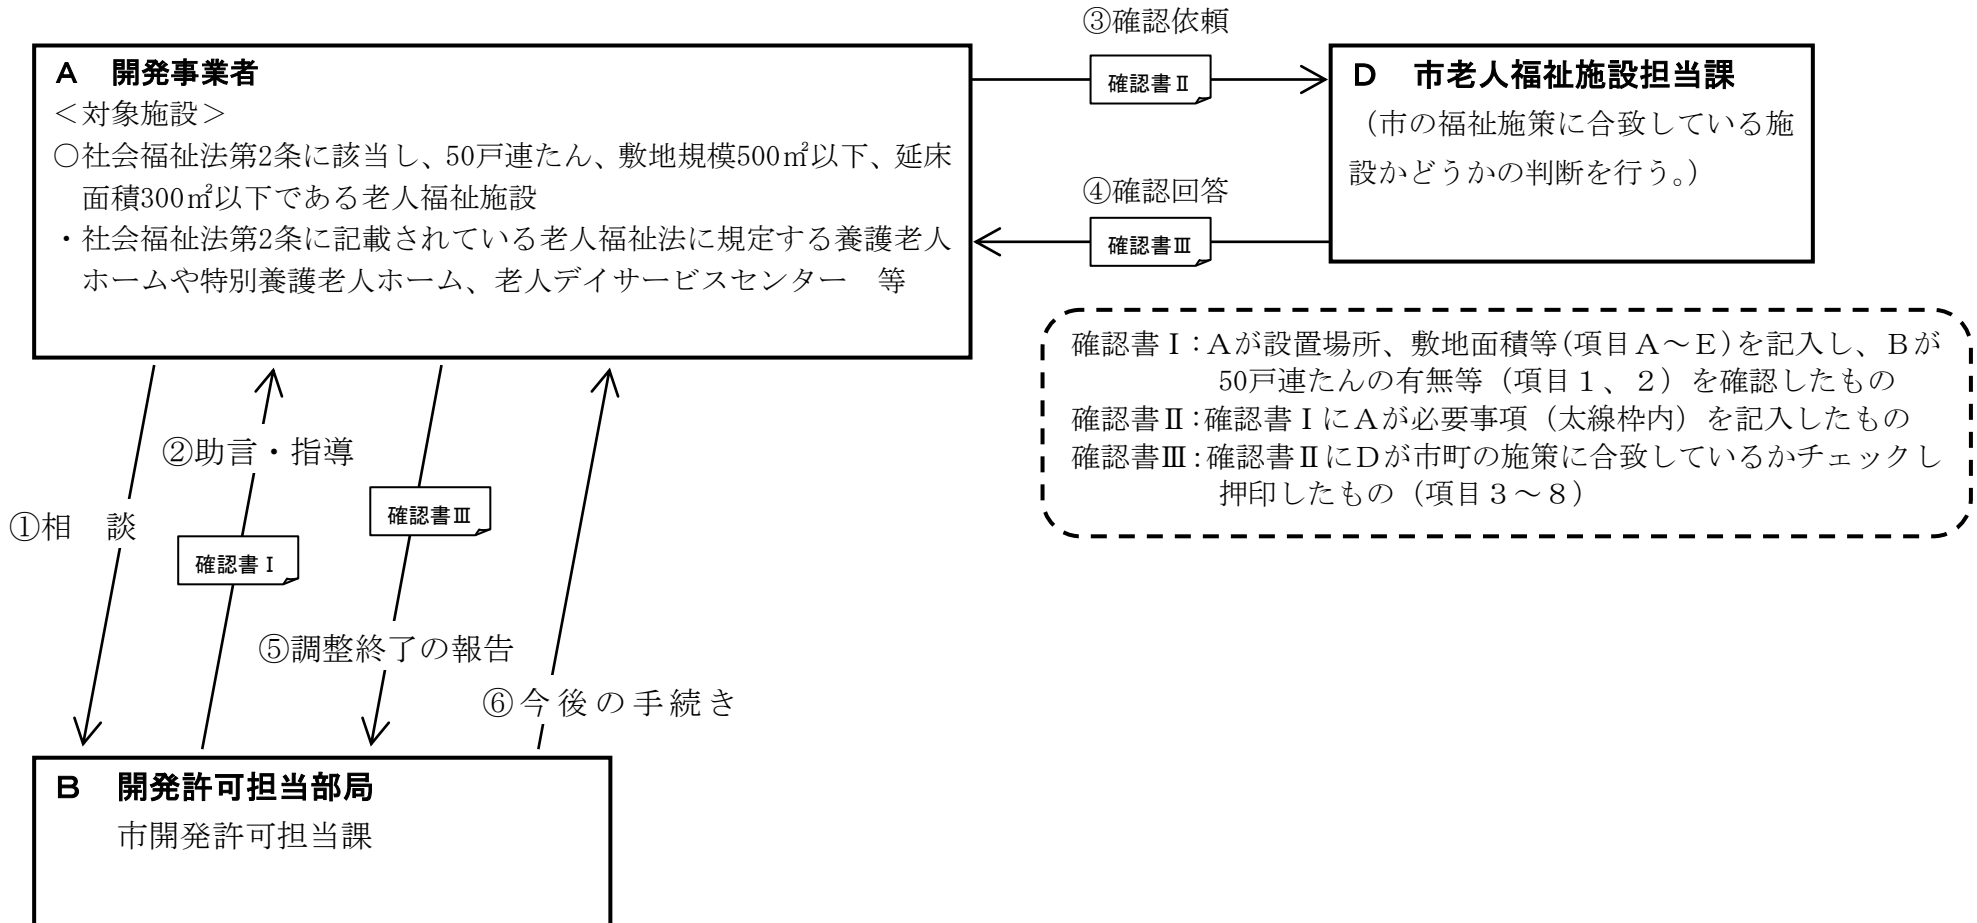 ③確認依頼
A　開発事業者
＜対象施設＞
○社会福祉法第2条に該当し、50戸連たん、敷地規模500㎡以下、延床
面積300㎡以下である老人福祉施設
・社会福祉法第2条に記載されている老人福祉法に規定する養護老人
ホームや特別養護老人ホーム、老人デイサービスセンター　等
確認書Ⅱ
D　市老人福祉施設担当課
（市の福祉施策に合致している施
設かどうかの判断を行う。）
④確認回答
確認書Ⅲ
確認書Ⅰ：Aが設置場所、敷地面積等(項目A～E)を記入し、Bが
50戸連たんの有無等（項目１、２）を確認したもの
確認書Ⅱ：確認書ⅠにAが必要事項（太線枠内）を記入したもの
確認書Ⅲ：確認書ⅡにDが市町の施策に合致しているかチェックし
押印したもの（項目３～８）
①相　談
②助言・指導
確認書Ⅰ
確認書Ⅲ
⑤調整終了の報告
⑥今後の手続き
B　開発許可担当部局
市開発許可担当課